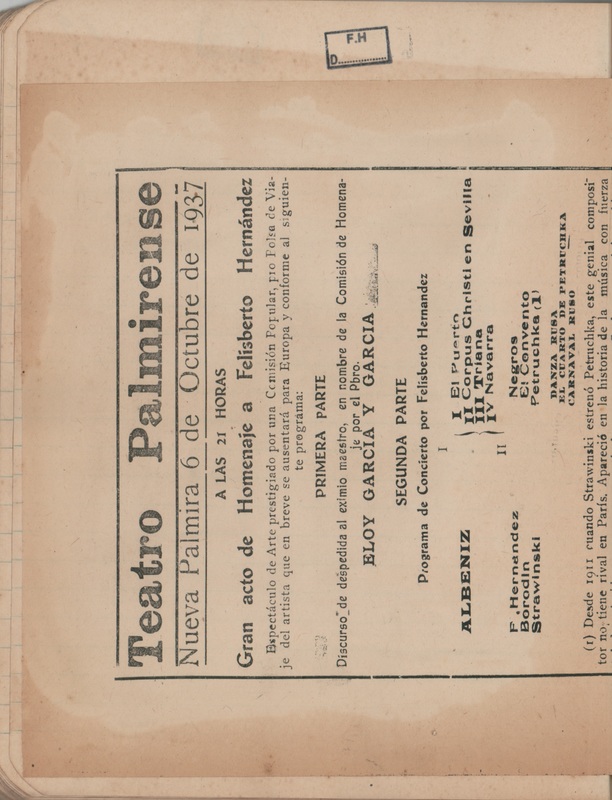 F.H
D
Teatro Palmirense
Nueva Palmira 6 de Octubre de 1937
A LAS 21 HORAS
Gran acto de Homenaje a Felisberto Hernández
Espectáculo de Arte prestigiado por una Comisión Popular, pro Bolsa de Via-
je del artista que en breve se ausentará para Europa y conforme al siguien-
te programa:
PRIMERA PARTE
Discurso de despedida al eximio maestro, en nombre de la Comisión de Homena-
je por el Pbro.
ELOY GARCIA Y GARCIA
SEGUNDA PARTE
Programa de Concierto por Felisberto Hernandez
I
ALBENIZ
I El Puerto
II Corpus Christi en Sevilla
III Triana
IV Navarra
II
F. Hernandez Negros
Borodin El Convento
Strawinski Petruchka (1)
DANZA RUSA
EL CUARTO DE PETRUCHKA
CARNAVAL RUSO
(1) Desde 1911 cuando Strawinski estrenó Petruchka, este genial composi-
tor no tiene rival en París. Apareció en la historia de la música con fuerza